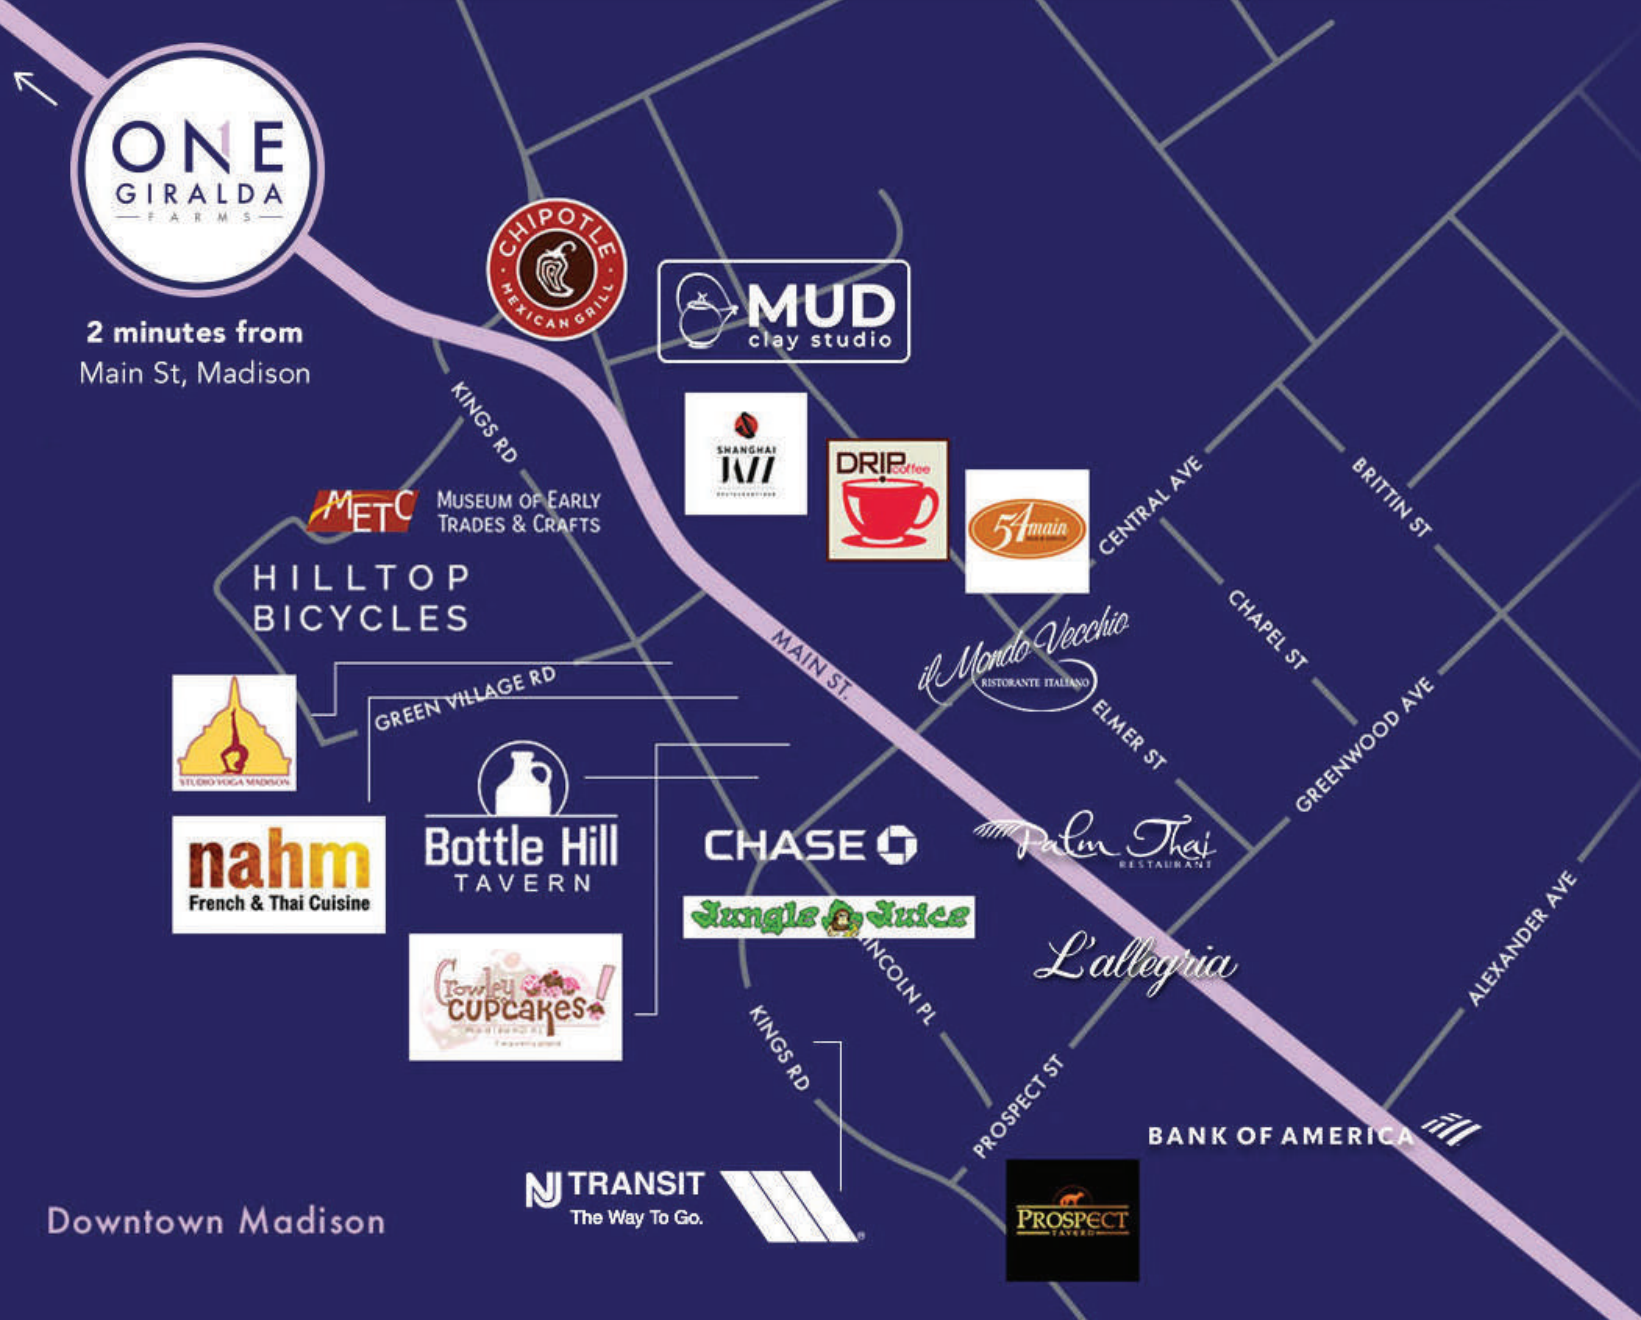 ONE
GIRALDA
FARMS
2 minutes from
Main St, Madison
CHIPOTLE
MEXICAN GRILL
MUD
clay studio
KINGS RD
SHANGHAI
JAZZ
DRIP coffee
54 main
CENTRAL AVE
BRITTIN ST
METC
MUSEUM OF EARLY
TRADES & CRAFTS
HILLTOP
BICYCLES
CHAPEL ST
MAIN ST.
il Mondo Vecchio
RISTORANTE ITALIANO
GREEN VILLAGE RD
STUDIO YOGA MADISON
ELMER ST
GREENWOOD AVE
nahm
French & Thai Cuisine
Bottle Hill
TAVERN
CHASE
Palm Thai
RESTAURANT
Jungle Juice
INCOLN PL
L'allegria
ALEXANDER AVE
Crowley
CUPCAKES!
KINGS RD
PROSPECT ST
BANK OF AMERICA
NJ TRANSIT
The Way To Go.
®
PROSPECT
TAVERN
Downtown Madison